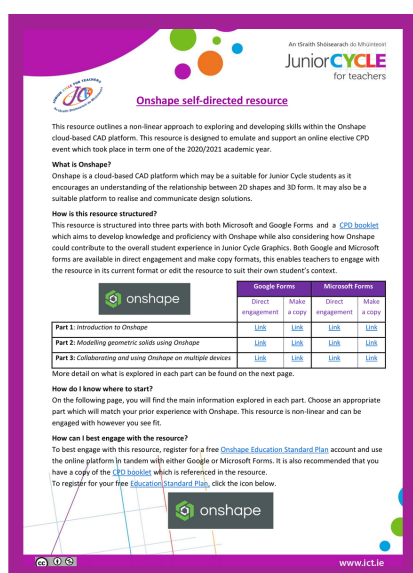 An tSraith Shóisearach do Mhúinteoirí
JuniorCYCLE
for teachers
JUNIOR CYCLE FOR TEACHERS
JCt
An tSraith Shóisearach do Mhúinteoirí
Onshape self-directed resource
This resource outlines a non-linear approach to exploring and developing skills within the Onshape
cloud-based CAD platform. This resource is designed to emulate and support an online elective CPD
event which took place in term one of the 2020/2021 academic year.
What is Onshape?
Onshape is a cloud-based CAD platform which may be a suitable for Junior Cycle students as it
encourages an understanding of the relationship between 2D shapes and 3D form. It may also be a
suitable platform to realise and communicate design solutions.
How is this resource structured?
This resource is structured into three parts with both Microsoft and Google Forms and a CPD booklet
which aims to develop knowledge and proficiency with Onshape while also considering how Onshape
could contribute to the overall student experience in Junior Cycle Graphics. Both Google and Microsoft
forms are available in direct engagement and make copy formats, this enables teachers to engage with
the resource in its current format or edit the resource to suit their own student's context.
onshape
Google Forms Microsoft Forms
Direct engagement Make a copy Direct engagement Make a copy
Part 1: Introduction to Onshape Link Link Link Link
Part 2: Modelling geometric solids using Onshape Link Link Link Link
Part 3: Collaborating and using Onshape on multiple devices Link Link Link Link
More detail on what is explored in each part can be found on the next page.
How do I know where to start?
On the following page, you will find the main information explored in each part. Choose an appropriate
part which will match your prior experience with Onshape. This resource is non-linear and can be
engaged with however you see fit.
How can I best engage with the resource?
To best engage with this resource, register for a free Onshape Education Standard Plan account and use
the online platform in tandem with either Google or Microsoft Forms. It is also recommended that you
have a copy of the CPD booklet which is referenced in the resource.
To register for your free Education Standard Plan, click the icon below.
onshape
cc
www.jct.ie